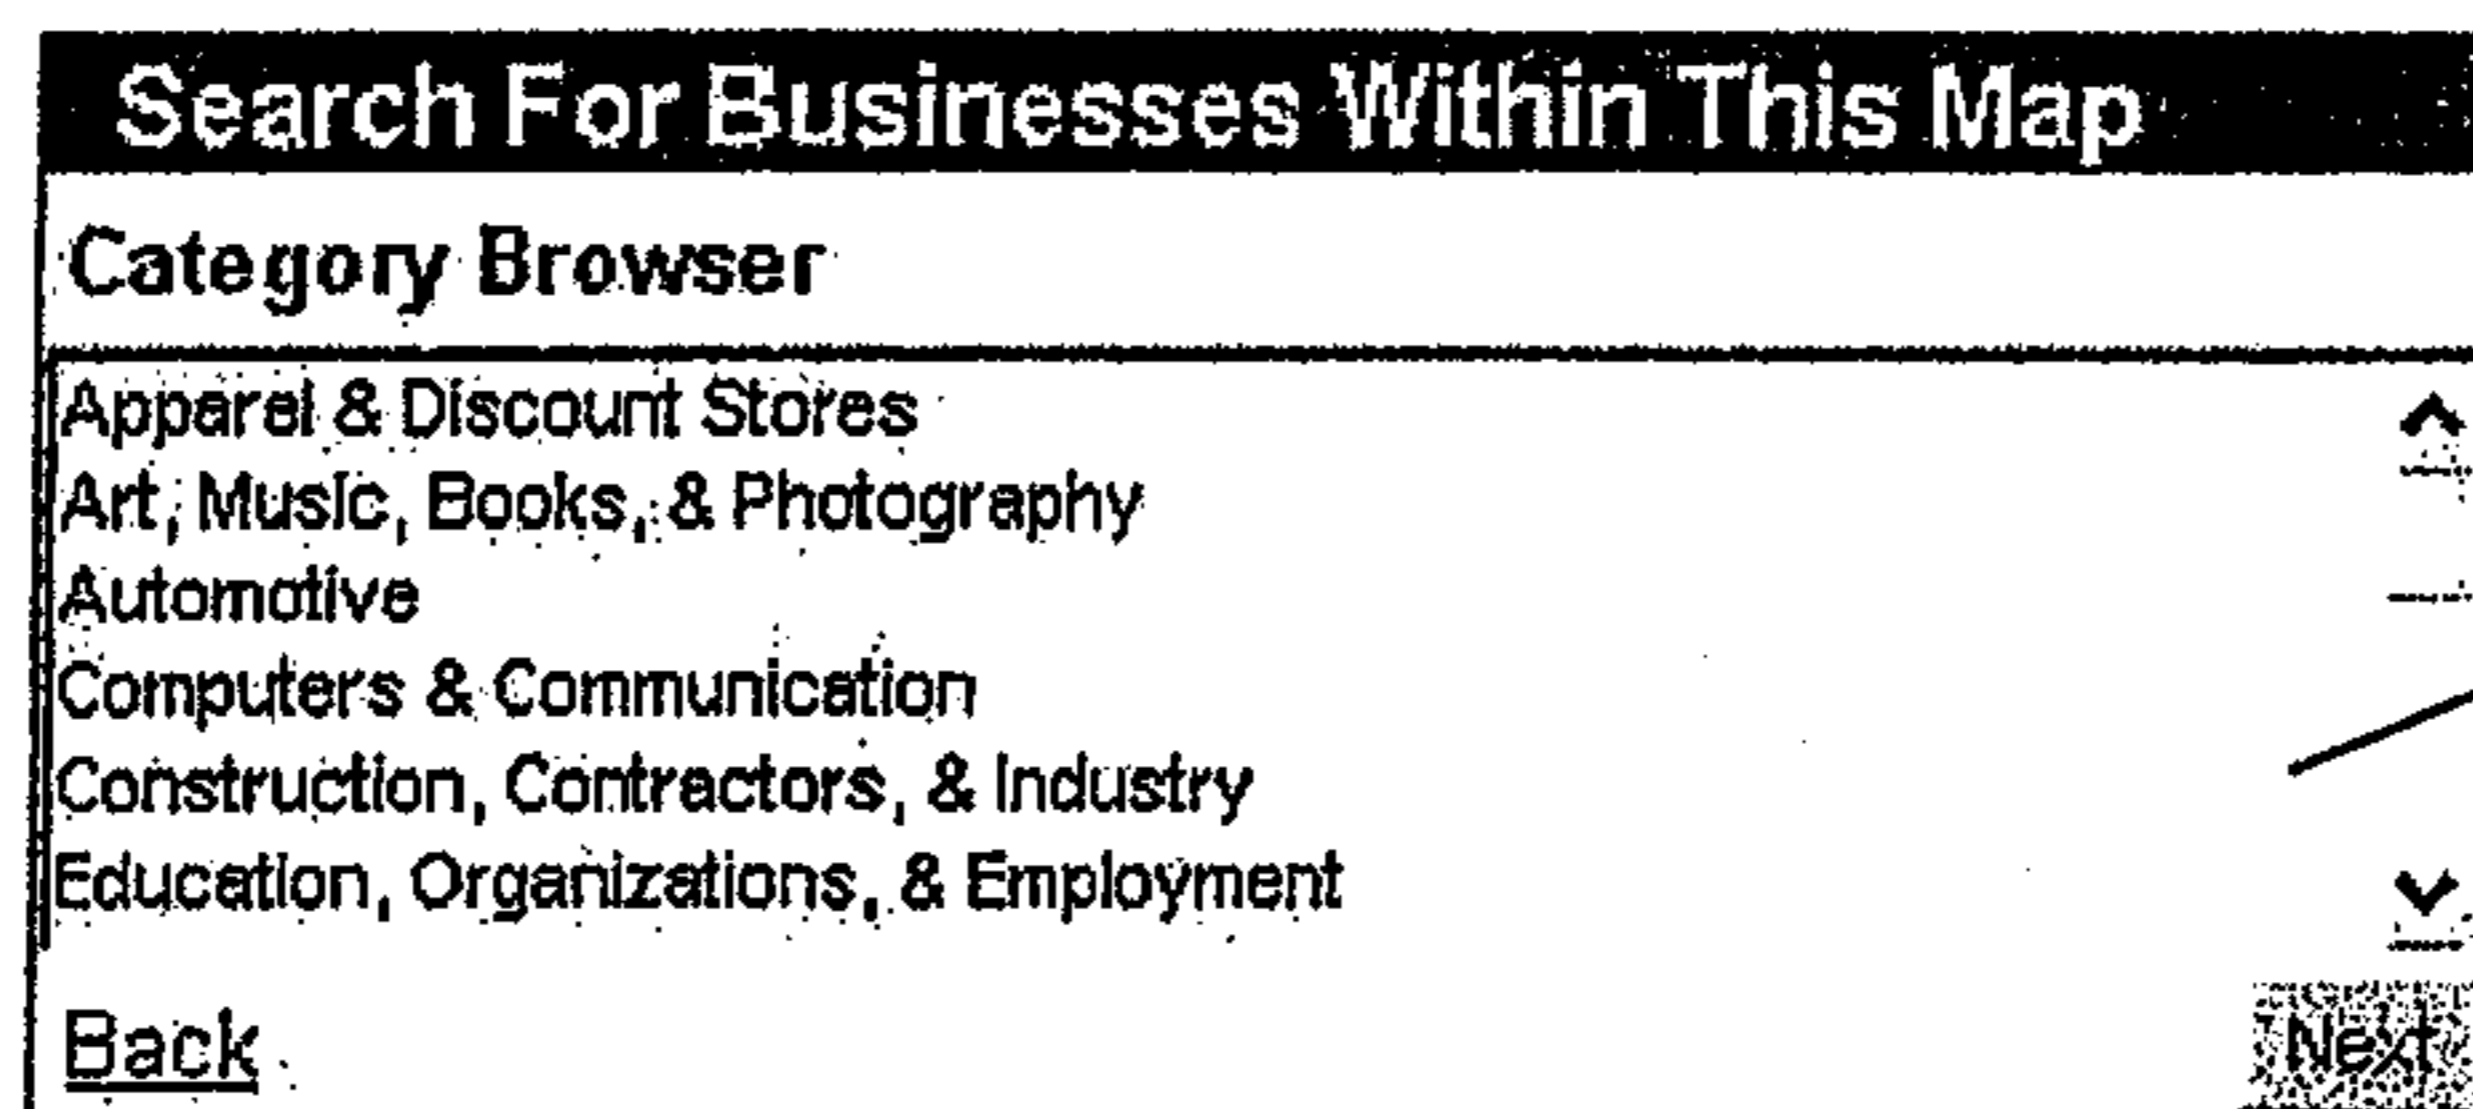 Search For Businesses Within This Map
Category Browser
Apparel & Discount Stores
Art, Music, Books, & Photography
Automotive
Computers & Communication
Construction, Contractors, & Industry
Education, Organizations, & Employment
Back
Next